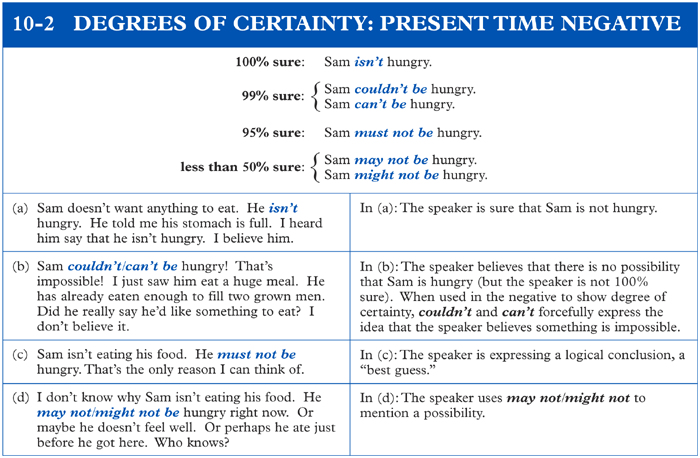 10-2 DEGREES OF CERTAINTY: PRESENT TIME NEGATIVE
100% sure: Sam isn't hungry.
99% sure: { Sam couldn't be hungry.
Sam can't be hungry.
95% sure: Sam must not be hungry.
less than 50% sure: { Sam may not be hungry.
Sam might not be hungry.
(a) Sam doesn't want anything to eat. He isn't
hungry. He told me his stomach is full. I heard
him say that he isn't hungry. I believe him.
In (a): The speaker is sure that Sam is not hungry.
(b) Sam couldn't/can't be hungry! That's
impossible! I just saw him eat a huge meal. He
has already eaten enough to fill two grown men.
Did he really say he'd like something to eat? I
don't believe it.
In (b): The speaker believes that there is no possibility
that Sam is hungry (but the speaker is not 100%
sure). When used in the negative to show degree of
certainty, couldn't and can't forcefully express the
idea that the speaker believes something is impossible.
(c) Sam isn't eating his food. He must not be
hungry. That's the only reason I can think of.
In (c): The speaker is expressing a logical conclusion, a
"best guess."
(d) I don't know why Sam isn't eating his food. He
may not/might not be hungry right now. Or
maybe he doesn't feel well. Or perhaps he ate just
before he got here. Who knows?
In (d): The speaker uses may not/might not to
mention a possibility.